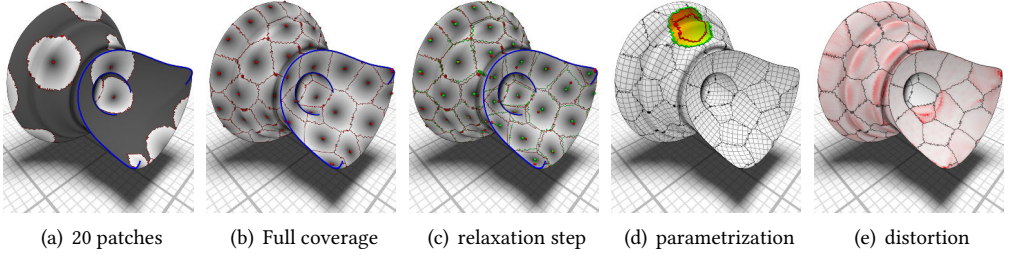 (a) 20 patches
(b) Full coverage
(c) relaxation step
(d) parametrization
(e) distortion